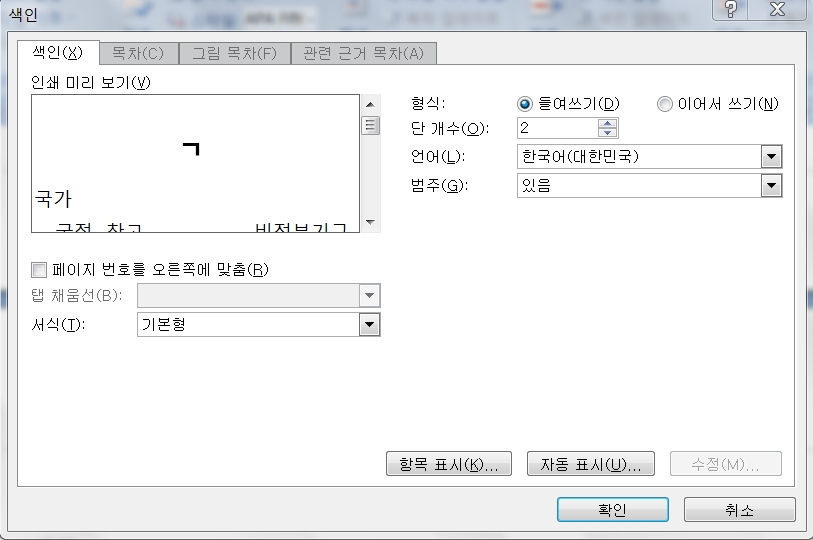 색인
색인(X) 목차(C) 그림 목차(F) 관련 근거 목차(A)
인쇄 미리 보기(V)
ㄱ
국가
형식: 들여쓰기(D) 이어서 쓰기(N)
단 개수(O): 2
언어(L): 한국어(대한민국)
범주(G): 있음
페이지 번호를 오른쪽에 맞춤(R)
탭 채움선(B):
서식(T): 기본형
항목 표시(K)... 자동 표시(U)... 수정(M)...
확인 취소